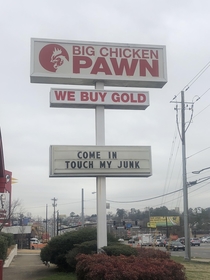 BIG CHICKEN
PAWN
WE BUY GOLD
COME IN
TOUCH MY JUNK